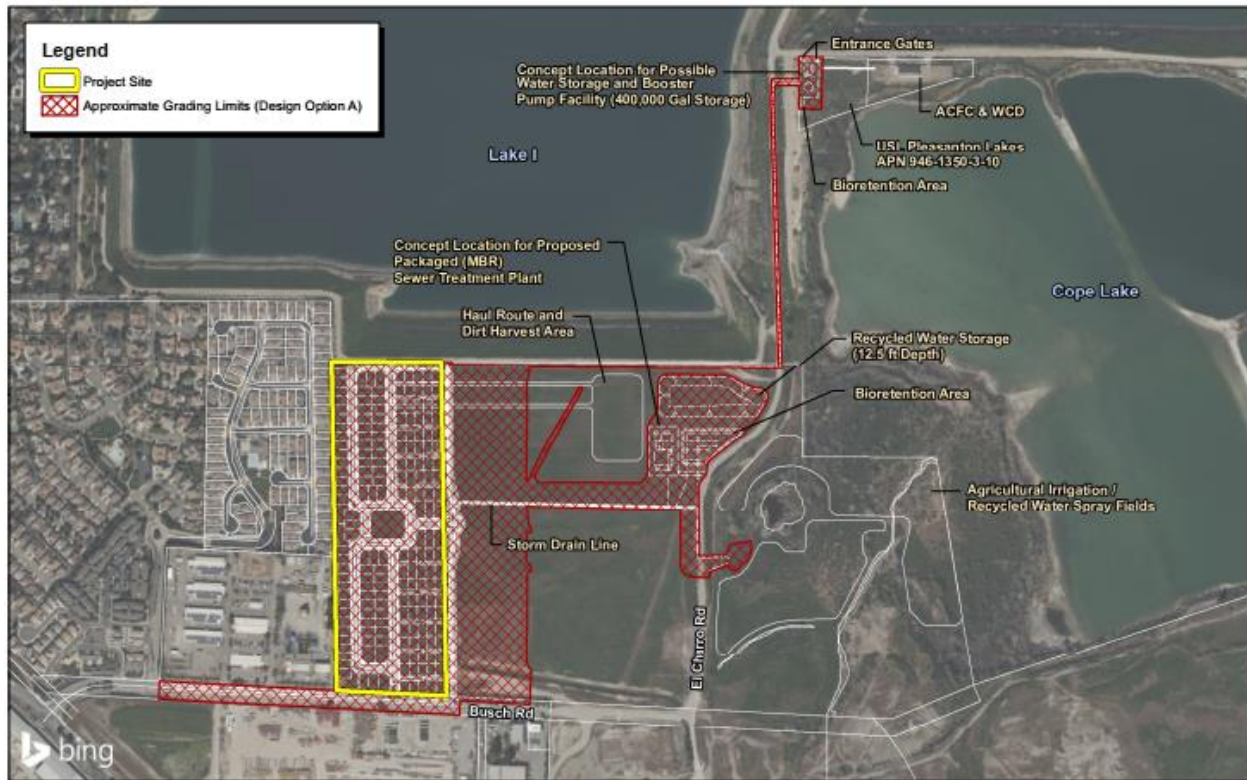 Legend
Project Site
Approximate Grading Limits (Design Option A)
Entrance Gates
Concept Location for Possible
Water Storage and Booster
Pump Facility (400,000 Gal Storage)
ACFC & WCD
Lake I
USL Pleasanton Lakes
APN 946-1350-3-10
Bioretention Area
Concept Location for Proposed
Packaged (MBR)
Sewer Treatment Plant
Cope Lake
Haul Route and
Dirt Harvest Area
Recycled Water Storage
(12.5 ft Depth)
Bioretention Area
Agricultural Irrigation /
Recycled Water Spray Fields
Storm Drain Line
El Charro Rd
Busch Rd
bing